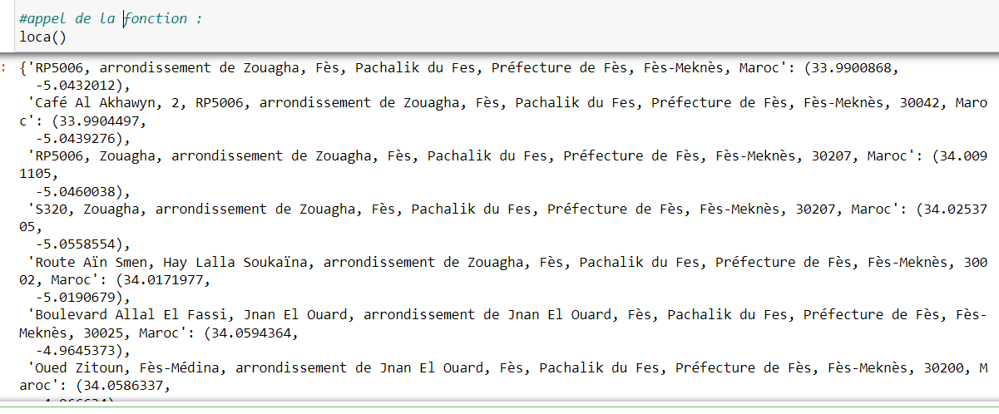 #appel de la fonction :
loca()
: {'RP5006, arrondissement de Zouagha, Fès, Pachalik du Fes, Préfecture de Fès, Fès-Meknès, Maroc': (33.9900868,
-5.0432012),
'Café Al Akhawyn, 2, RP5006, arrondissement de Zouagha, Fès, Pachalik du Fes, Préfecture de Fès, Fès-Meknès, 30042, Maro
c': (33.9904497,
-5.0439276),
'RP5006, Zouagha, arrondissement de Zouagha, Fès, Pachalik du Fes, Préfecture de Fès, Fès-Meknès, 30207, Maroc': (34.009
1105,
-5.0460038),
'S320, Zouagha, arrondissement de Zouagha, Fès, Pachalik du Fes, Préfecture de Fès, Fès-Meknès, 30207, Maroc': (34.02537
05,
-5.0558554),
'Route Aïn Smen, Hay Lalla Soukaïna, arrondissement de Zouagha, Fès, Pachalik du Fes, Préfecture de Fès, Fès-Meknès, 300
02, Maroc': (34.0171977,
-5.0190679),
'Boulevard Allal El Fassi, Jnan El Ouard, arrondissement de Jnan El Ouard, Fès, Pachalik du Fes, Préfecture de Fès, Fès-
Meknès, 30025, Maroc': (34.0594364,
-4.9645373),
'Oued Zitoun, Fès-Médina, arrondissement de Jnan El Ouard, Fès, Pachalik du Fes, Préfecture de Fès, Fès-Meknès, 30200, M
aroc': (34.0586337,